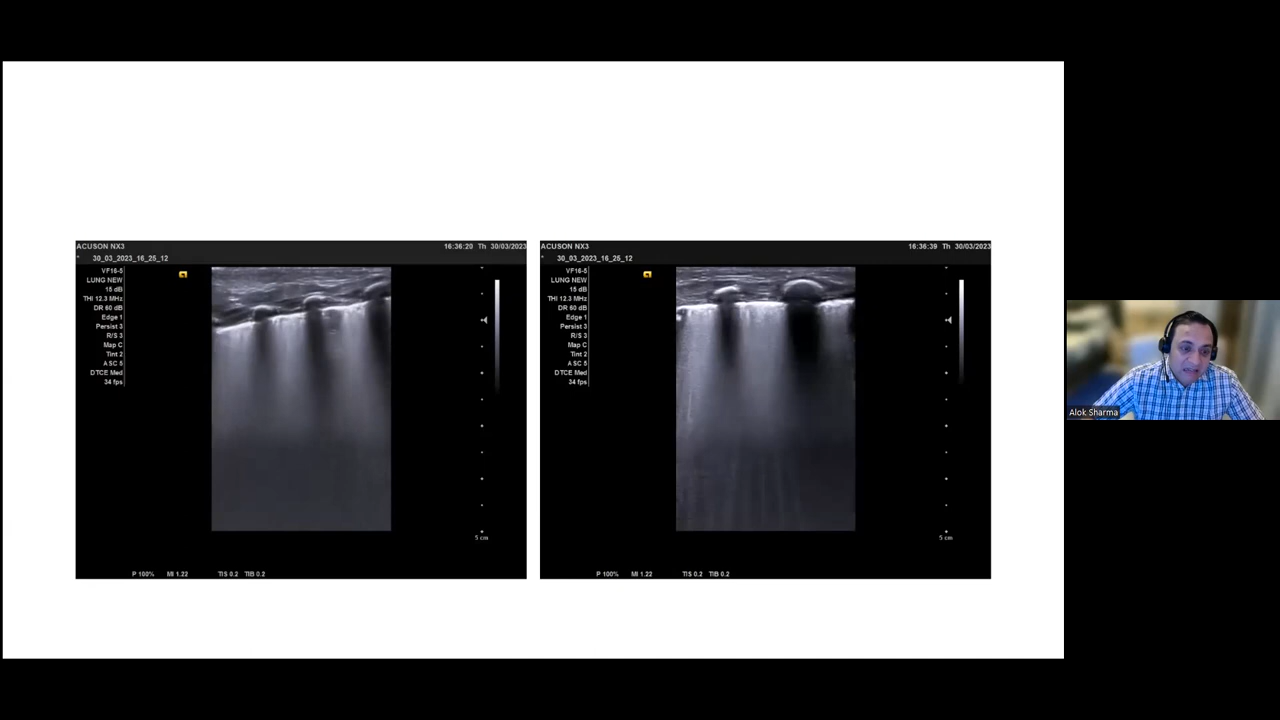 ACUSON NX3 16:36:20 Th 30/03/2023
* 30_03_2023_16_25_12
VF16-5
LUNG NEW
15 dB
THI 12.3 MHz
DR 60 dB
Edge 1
Persist 3
R/S 3
Map C
Tint 2
ASC 5
DTCE Med
34 fps
5 cm
P 100% MI 1.22 TIS 0.2 TIB 0.2
ACUSON NX3 16:36:39 Th 30/03/2023
* 30_03_2023_16_25_12
VF16-5
LUNG NEW
15 dB
THI 12.3 MHz
DR 60 dB
Edge 1
Persist 3
R/S 3
Map C
Tint 2
ASC 5
DTCE Med
34 fps
5 cm
P 100% MI 1.22 TIS 0.2 TIB 0.2
Alok Sharma